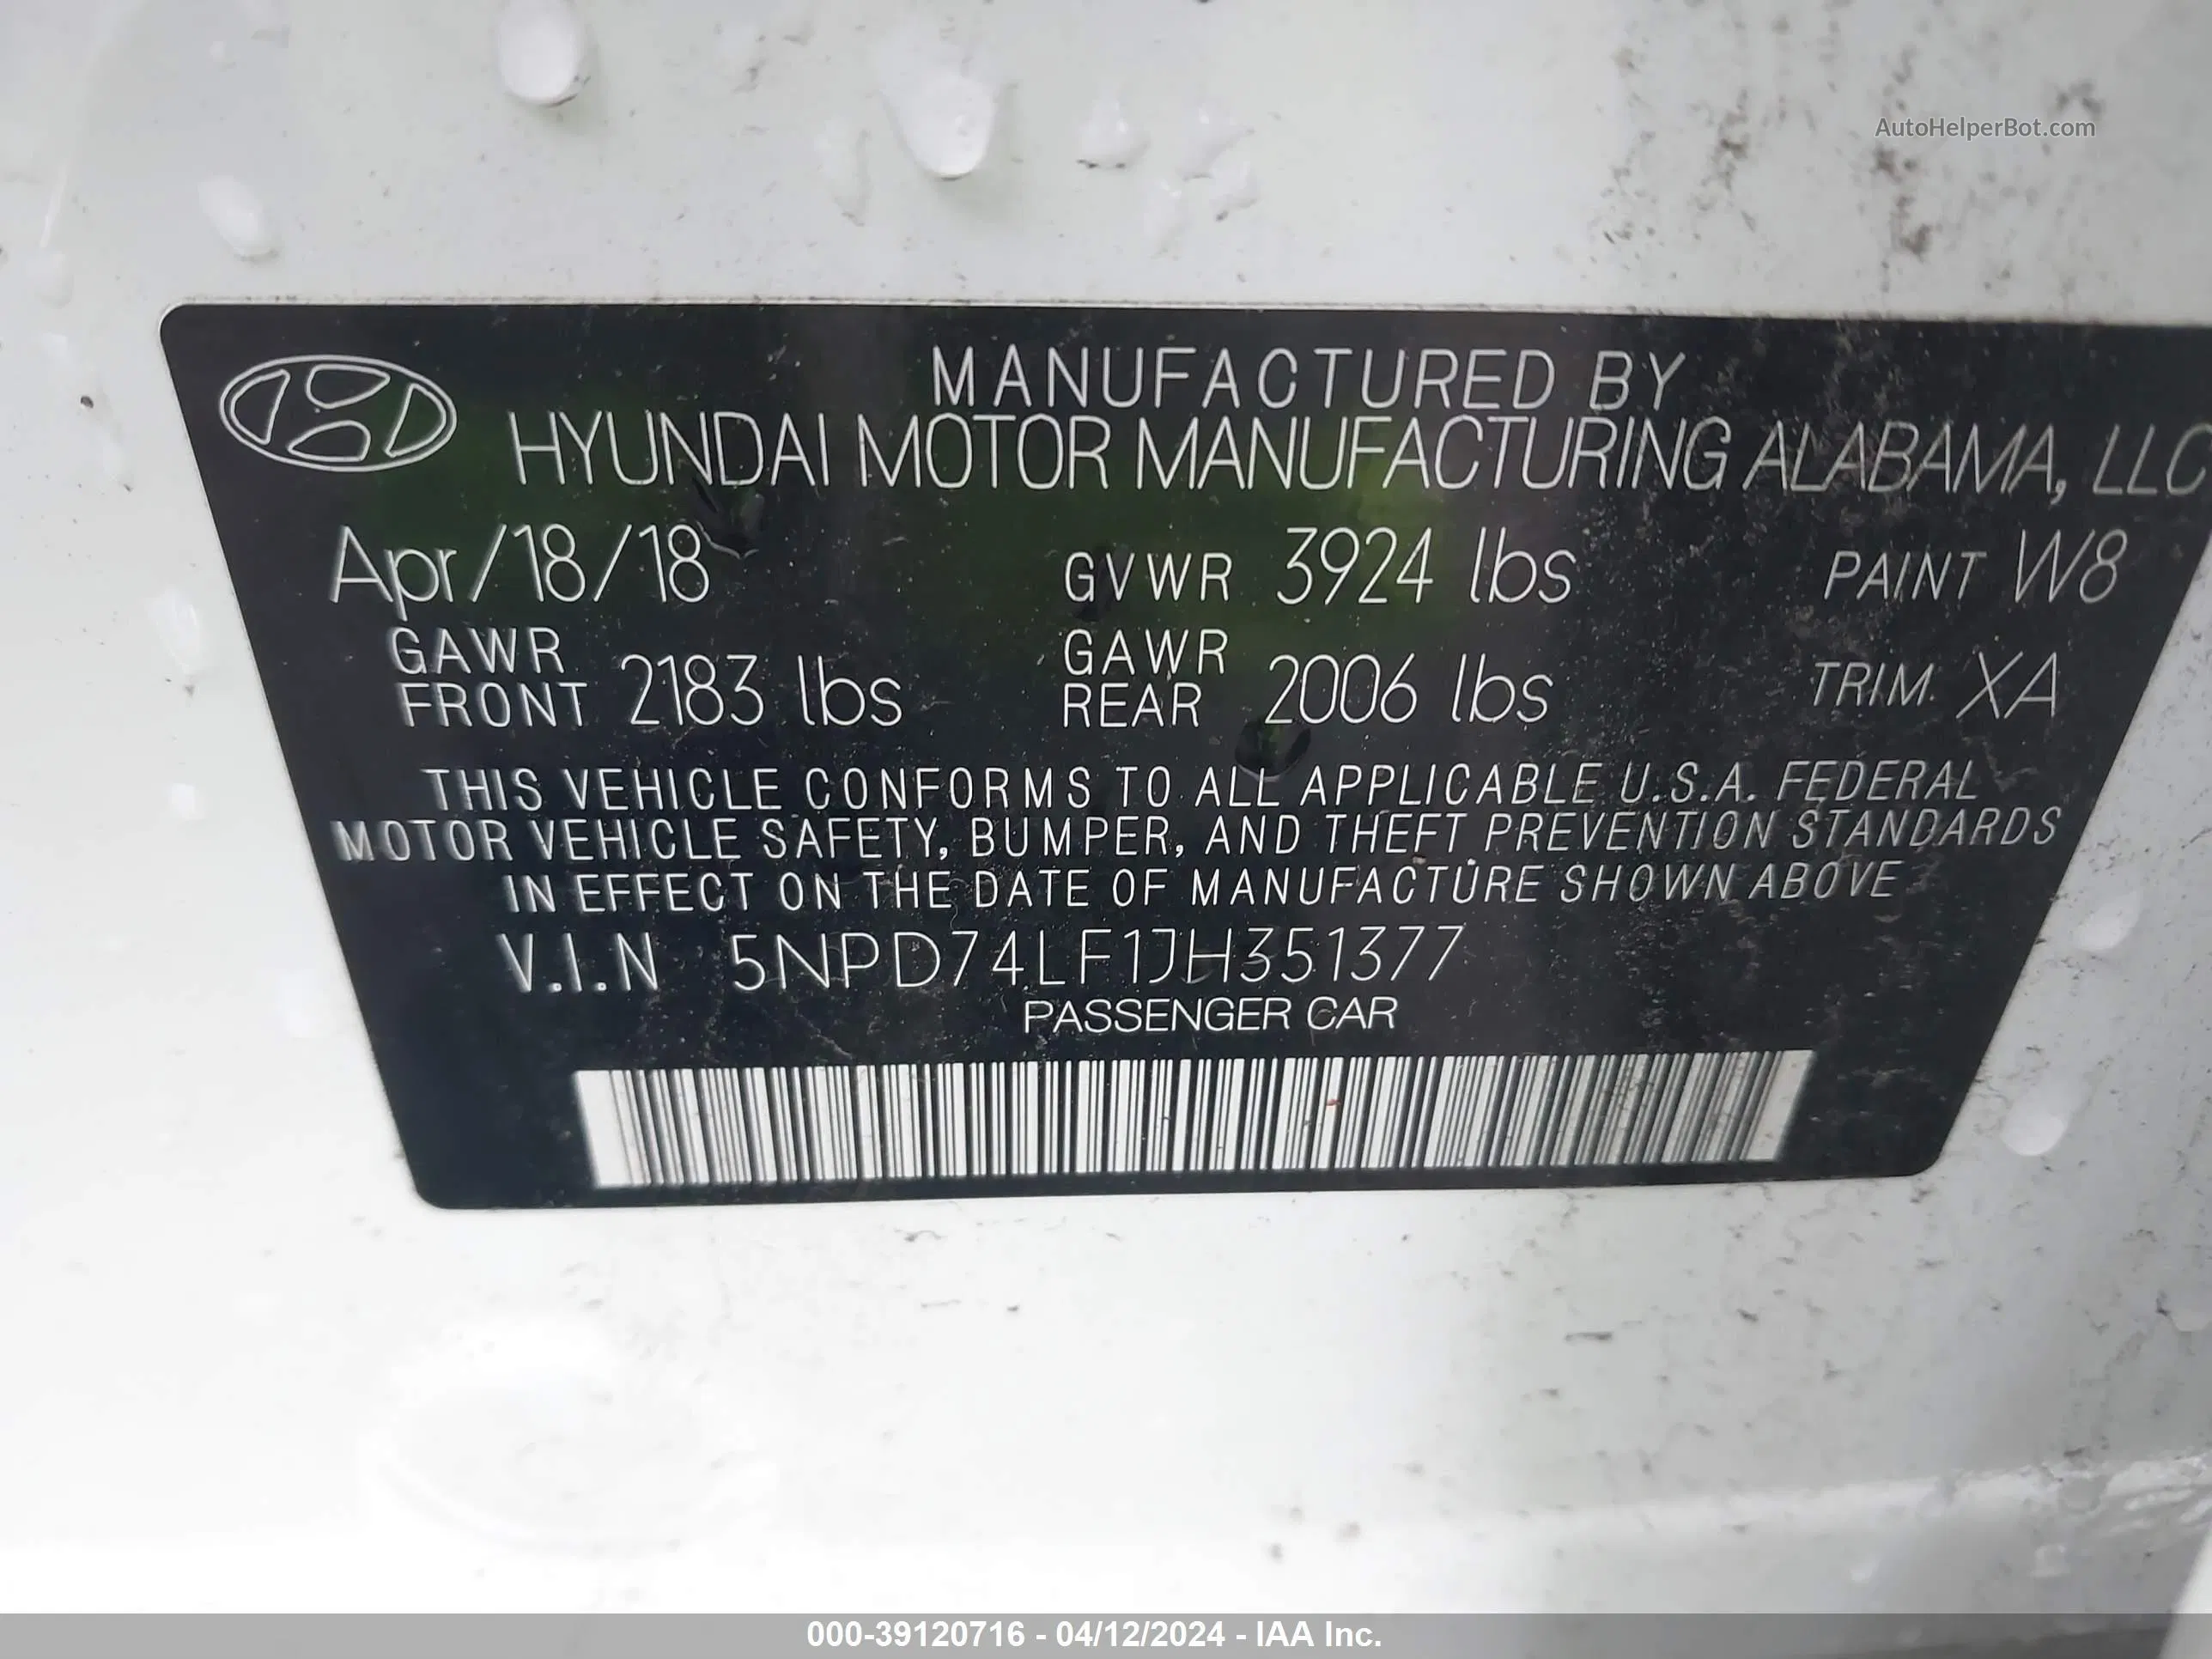 AutoHelperBot.com
MANUFACTURED BY
HYUNDAI MOTOR MANUFACTURING ALABAMA, LLC
Apr/18/18 GVWR 3924 lbs PAINT W8
GAWR FRONT 2183 lbs GAWR REAR 2006 lbs TRIM XA
THIS VEHICLE CONFORMS TO ALL APPLICABLE U.S.A. FEDERAL
MOTOR VEHICLE SAFETY, BUMPER, AND THEFT PREVENTION STANDARDS
IN EFFECT ON THE DATE OF MANUFACTURE SHOWN ABOVE
V.I.N 5NPD74LF1JH351377
PASSENGER CAR
000-39120716 - 04/12/2024 - IAA Inc.